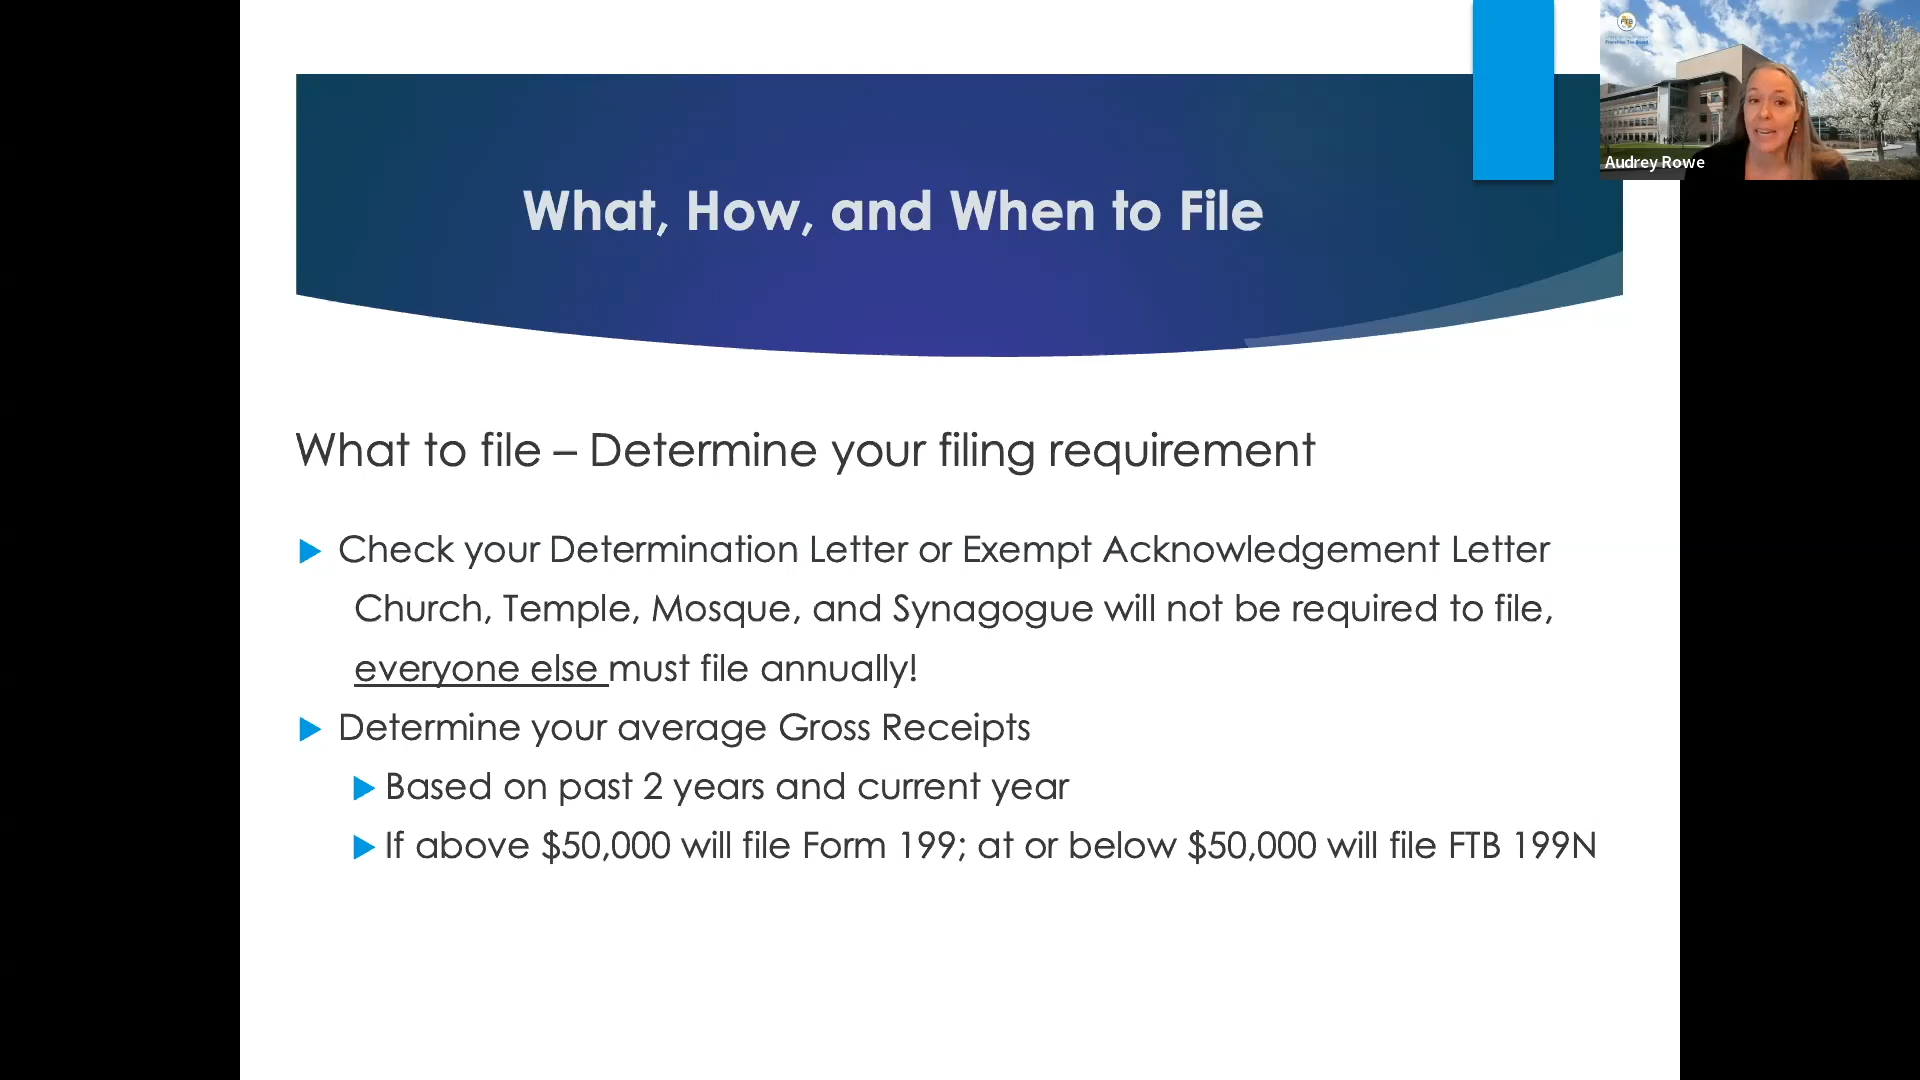 What, How, and When to File
FTB
Audrey Rowe
What to file – Determine your filing requirement
Check your Determination Letter or Exempt Acknowledgement Letter
Church, Temple, Mosque, and Synagogue will not be required to file,
everyone else must file annually!
Determine your average Gross Receipts
Based on past 2 years and current year
If above $50,000 will file Form 199; at or below $50,000 will file FTB 199N